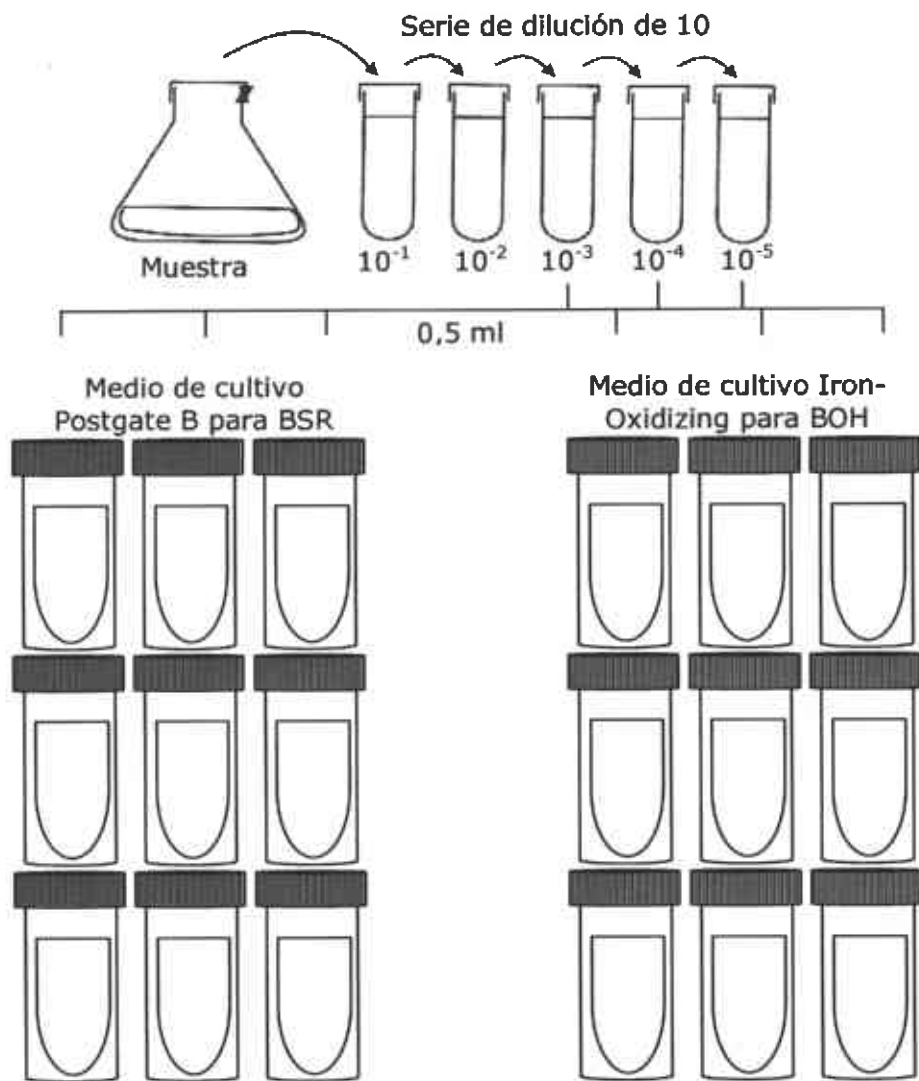 Serie de dilución de 10
Muestra
10⁻¹
10⁻²
10⁻³
10⁻⁴
10⁻⁵
0,5 ml
Medio de cultivo
Postgate B para BSR
Medio de cultivo Iron-
Oxidizing para BOH